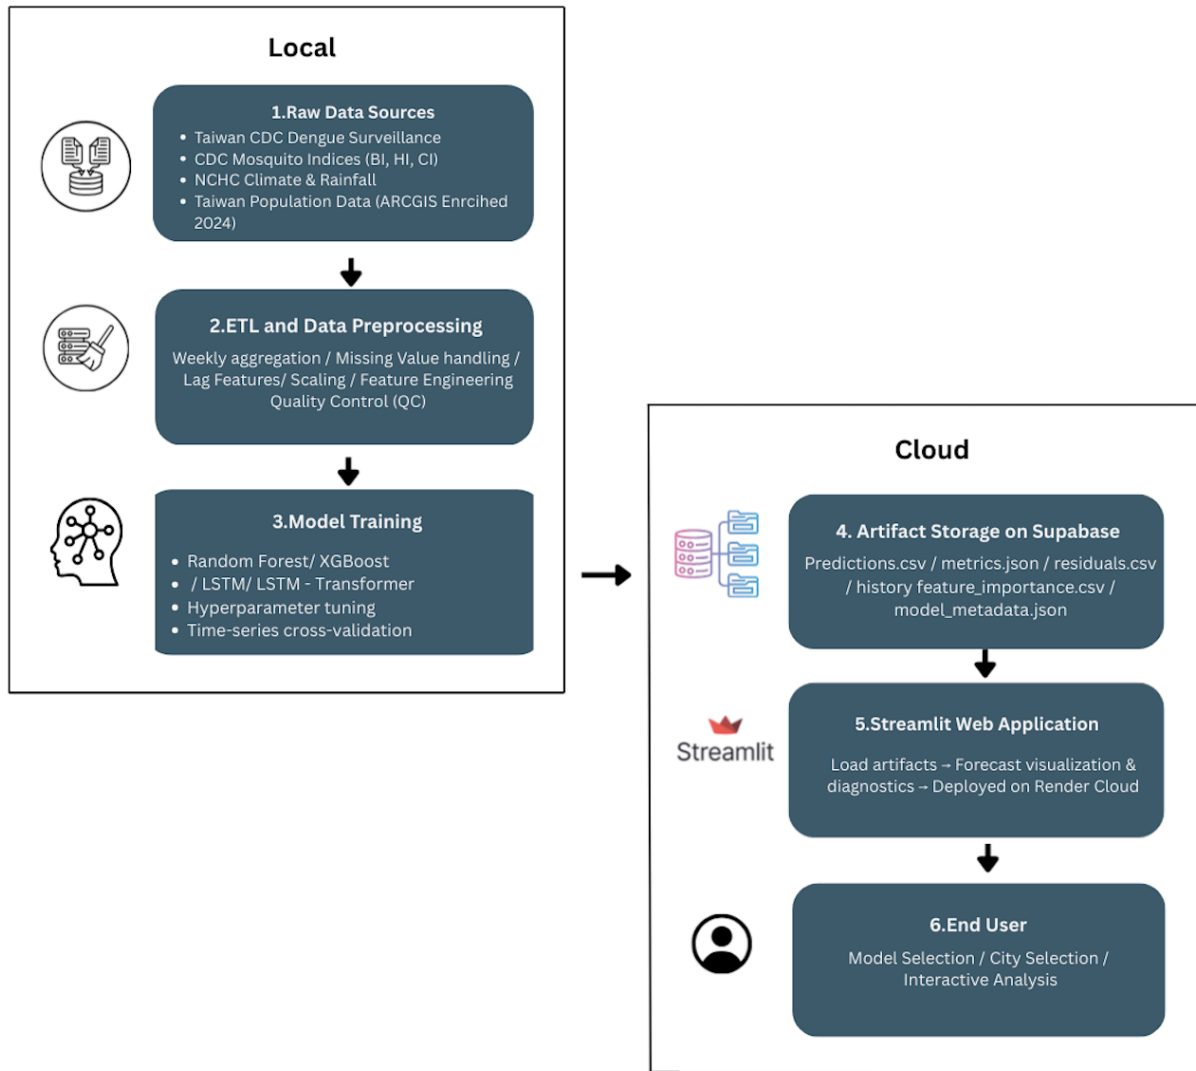 Local
1.Raw Data Sources
• Taiwan CDC Dengue Surveillance
• CDC Mosquito Indices (BI, HI, CI)
• NCHC Climate & Rainfall
• Taiwan Population Data (ARCGIS Enrcihed
2024)
2.ETL and Data Preprocessing
Weekly aggregation / Missing Value handling /
Lag Features/ Scaling / Feature Engineering
Quality Control (QC)
3.Model Training
• Random Forest/ XGBoost
• / LSTM/ LSTM - Transformer
• Hyperparameter tuning
• Time-series cross-validation
Cloud
4. Artifact Storage on Supabase
Predictions.csv / metrics.json / residuals.csv
/ history feature_importance.csv /
model_metadata.json
Streamlit
5.Streamlit Web Application
Load artifacts → Forecast visualization &
diagnostics → Deployed on Render Cloud
6.End User
Model Selection / City Selection /
Interactive Analysis